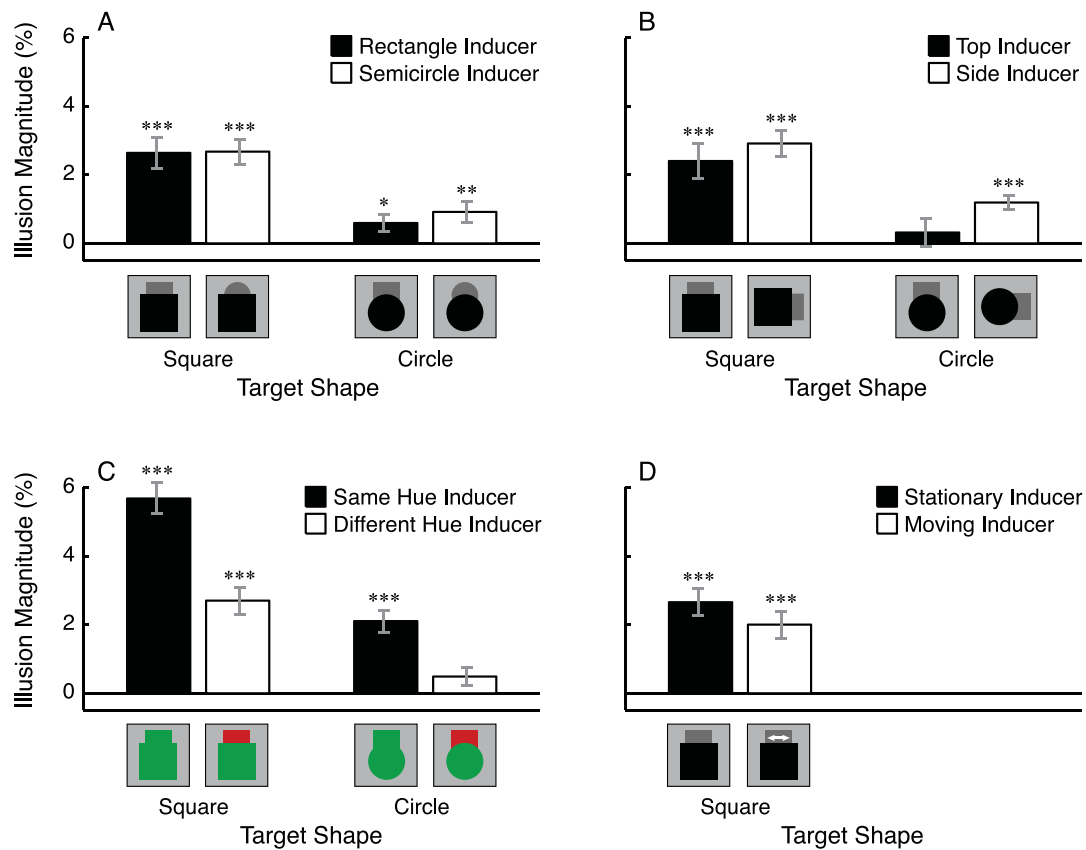 A
Rectangle Inducer
Semicircle Inducer
Illusion Magnitude (%)
6
4
2
0
***
***
*
**
Square
Circle
Target Shape
B
Top Inducer
Side Inducer
***
***
***
Square
Circle
Target Shape
C
Same Hue Inducer
Different Hue Inducer
Illusion Magnitude (%)
6
4
2
0
***
***
***
Square
Circle
Target Shape
D
Stationary Inducer
Moving Inducer
***
***
Square
Target Shape